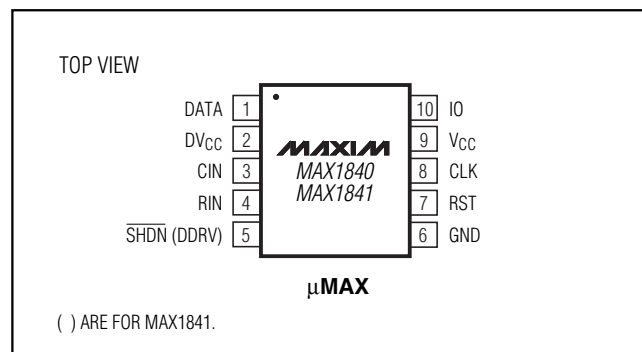 TOP VIEW
DATA 1 10 IO
DVCC 2 9 VCC
MAXIM
CIN 3 MAX1840 8 CLK
MAX1841
RIN 4 7 RST
SHDN (DDRV) 5 6 GND
µMAX
( ) ARE FOR MAX1841.